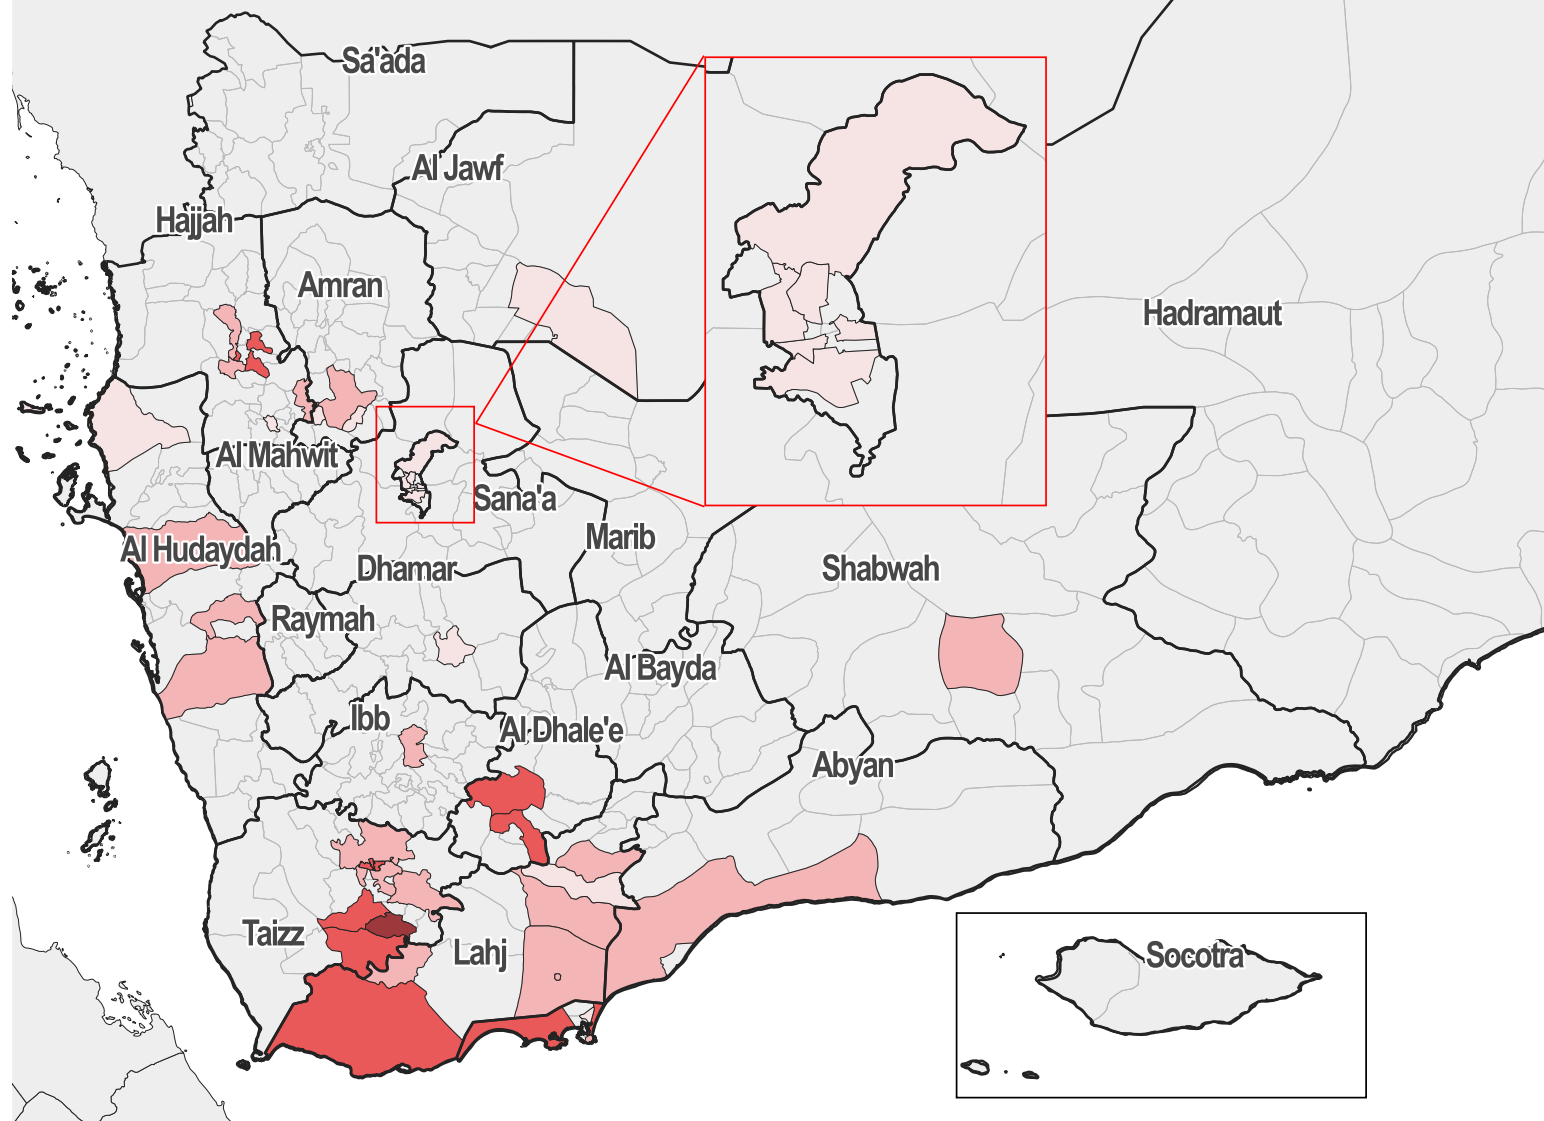 Sa'ada
Al Jawf
Hajjah
Amran
Hadramaut
Al Mahwit
Sana'a
Marib
Al Hudaydah
Dhamar
Shabwah
Raymah
Al Bayda
Ibb
Al Dhale'e
Abyan
Taizz
Lahj
Socotra